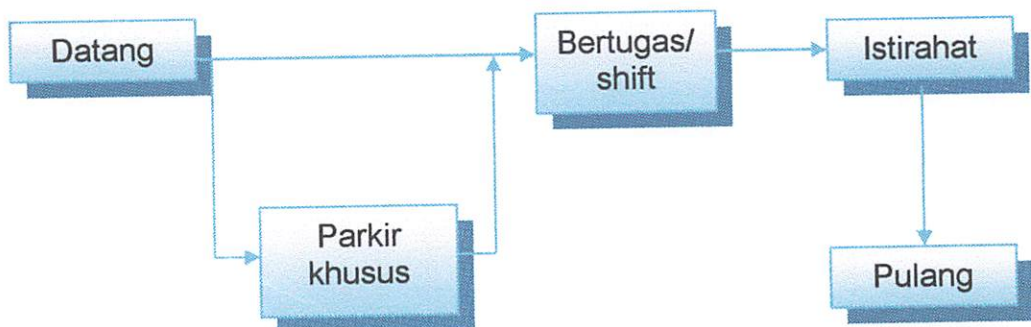 Datang
Bertugas/
shift
Istirahat
Parkir
khusus
Pulang